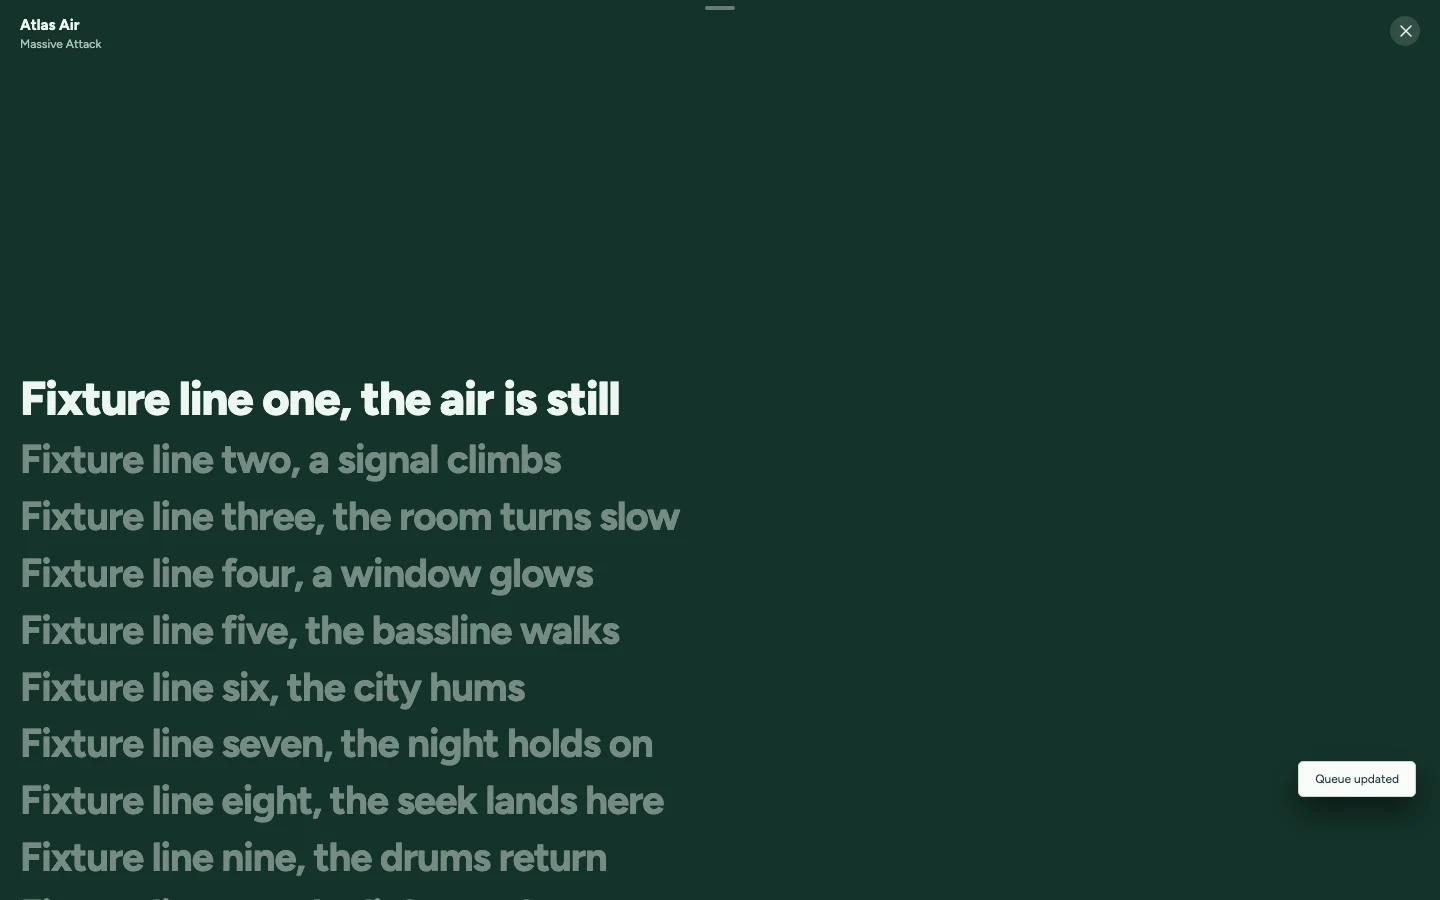 Atlas Air
Massive Attack
Fixture line one, the air is still
Fixture line two, a signal climbs
Fixture line three, the room turns slow
Fixture line four, a window glows
Fixture line five, the bassline walks
Fixture line six, the city hums
Fixture line seven, the night holds on
Fixture line eight, the seek lands here
Queue updated
Fixture line nine, the drums return